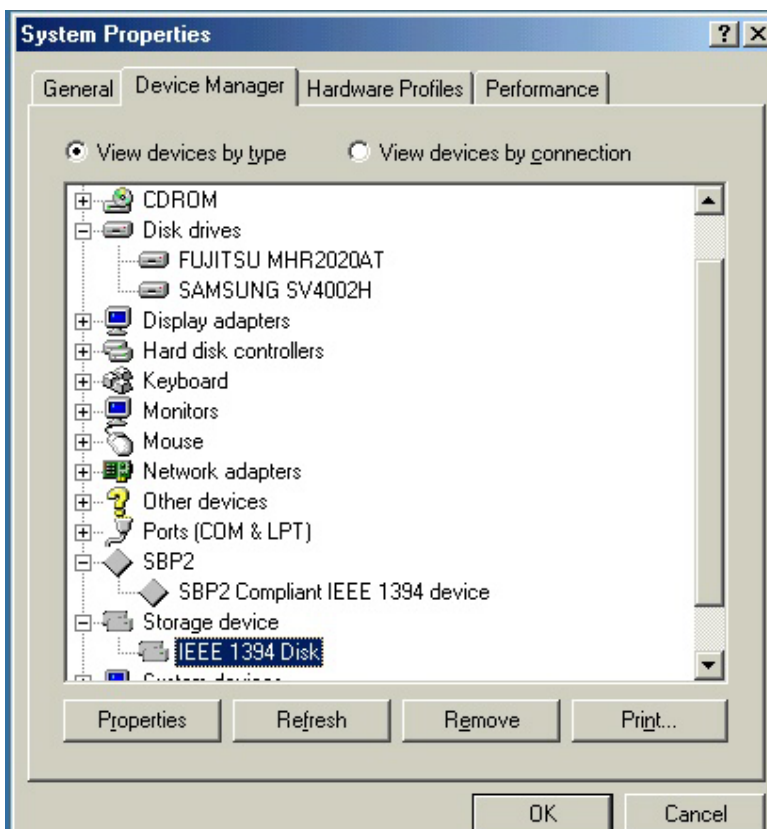 System Properties
General Device Manager Hardware Profiles Performance
View devices by type View devices by connection
CDROM
Disk drives
FUJITSU MHR2020AT
SAMSUNG SV4002H
Display adapters
Hard disk controllers
Keyboard
Monitors
Mouse
Network adapters
Other devices
Ports (COM & LPT)
SBP2
SBP2 Compliant IEEE 1394 device
Storage device
IEEE 1394 Disk
System devices
Properties Refresh Remove Print...
OK Cancel